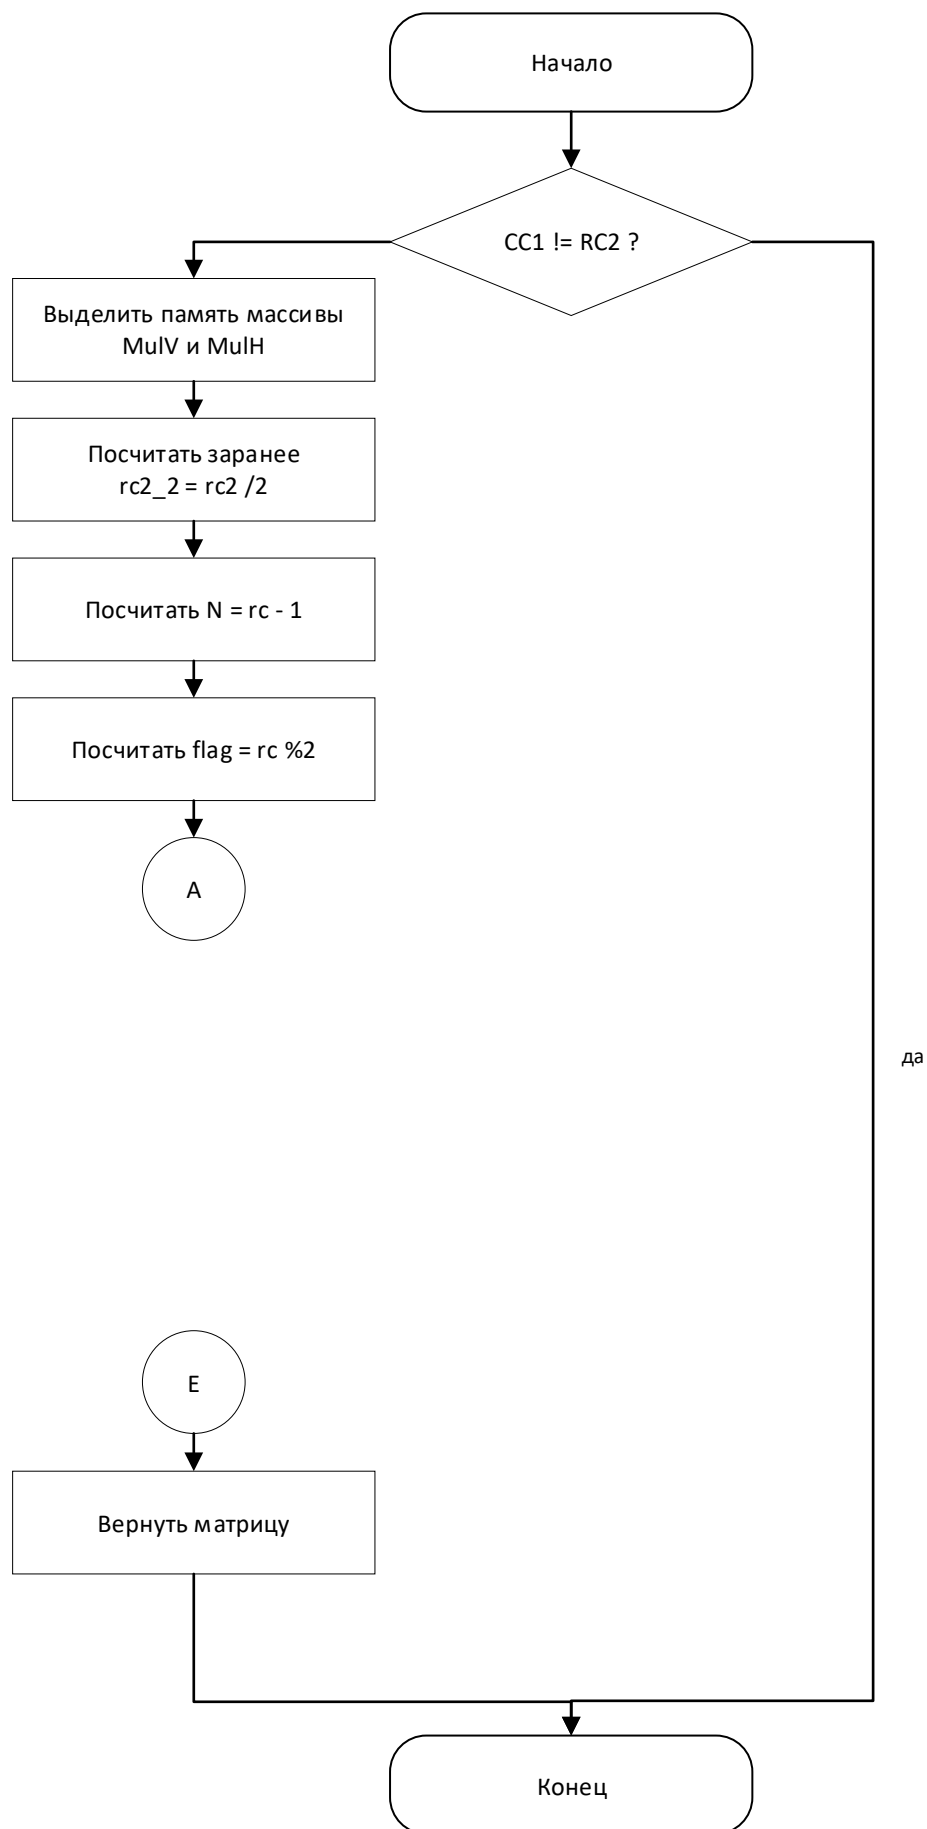 Начало
CC1 != RC2 ?
Выделить память массивы
MulV и MulH
Посчитать заранее
rc2_2 = rc2 /2
Посчитать N = rc - 1
Посчитать flag = rc %2
A
да
E
Вернуть матрицу
Конец